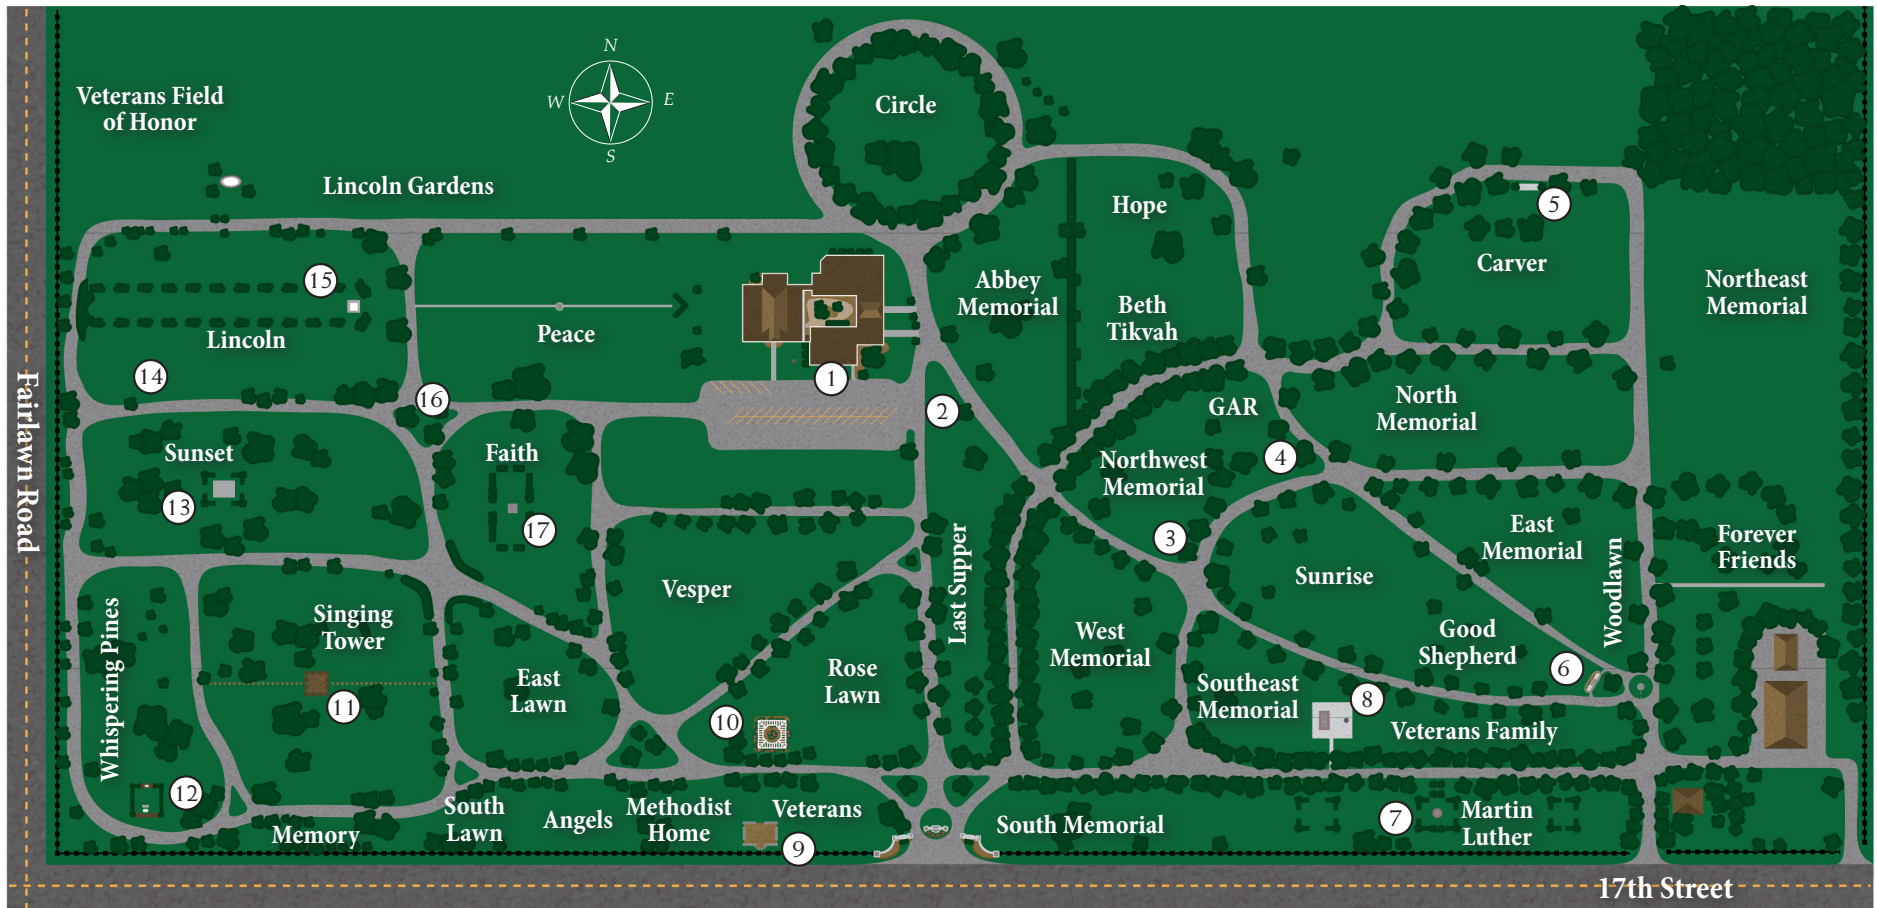 N
W
E
S
Veterans Field
of Honor
Circle
Lincoln Gardens
Hope
5
Carver
Abbey
Memorial
Northeast
Memorial
15
Beth
Tikvah
Peace
Lincoln
14
1
16
2
GAR
North
Memorial
Fairlawn Road
Sunset
Faith
4
Northwest
Memorial
13
17
3
East
Memorial
Forever
Friends
Last Supper
Woodlawn
Vesper
Sunrise
Whispering Pines
Singing
Tower
West
Memorial
Good
Shepherd
6
Rose
Lawn
East
Lawn
Southeast
Memorial
8
11
10
Veterans Family
12
South
Lawn
Angels
Methodist
Home
Veterans
South Memorial
7
Martin
Luther
Memory
9
17th Street